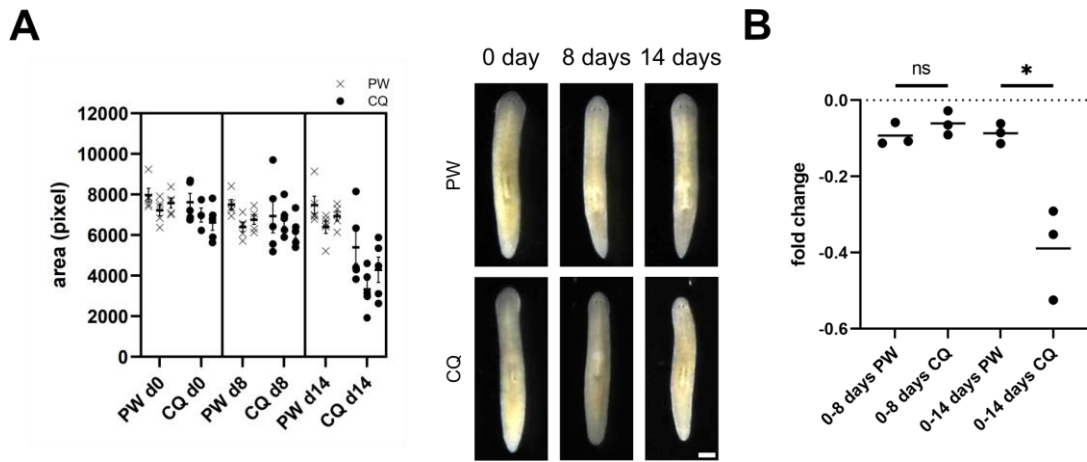 A
× PW
● CQ
12000
10000
8000
6000
4000
2000
0
area (pixel)
PW d0
CQ d0
PW d8
CQ d8
PW d14
CQ d14
0 day 8 days 14 days
PW
CQ
B
ns *
0.0
-0.2
-0.4
-0.6
fold change
0-8 days PW
0-8 days CQ
0-14 days PW
0-14 days CQ